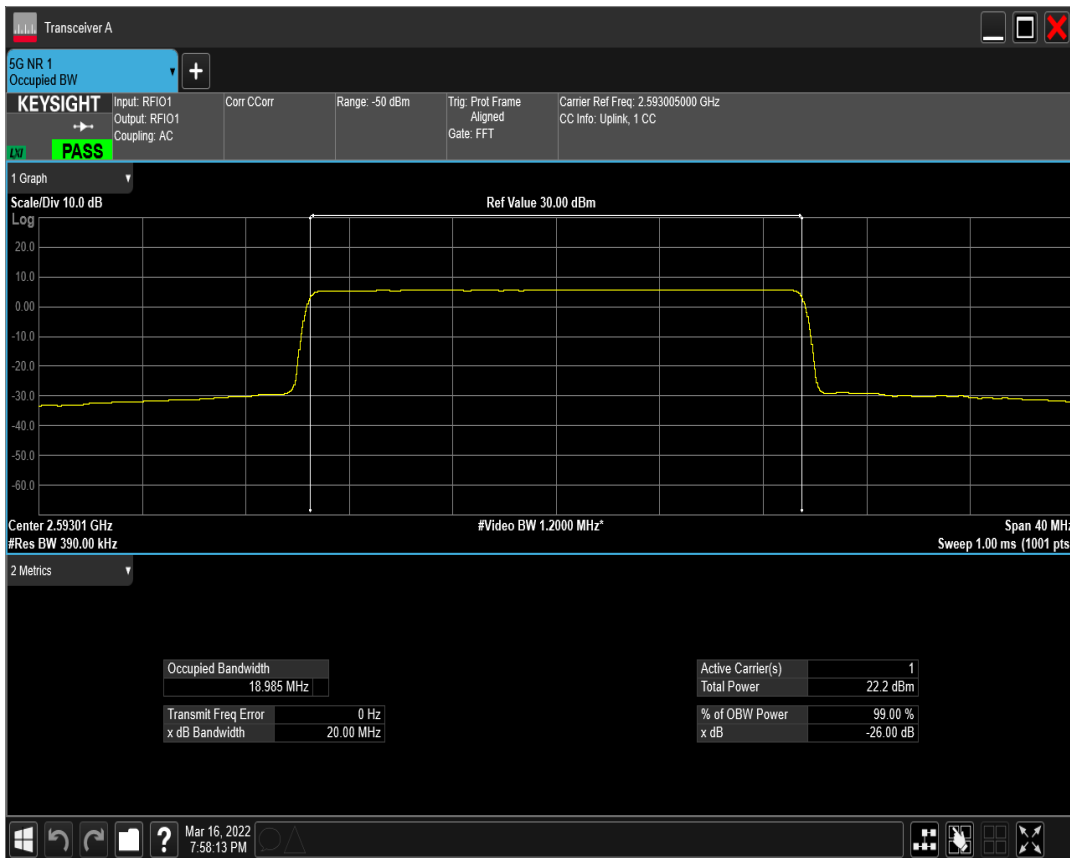 Transceiver A
5G NR 1
Occupied BW
+
KEYSIGHT
LXI
PASS
Input: RFIO1
Output: RFIO1
Coupling: AC
Corr CCorr
Range: -50 dBm
Trig: Prot Frame
Aligned
Gate: FFT
Carrier Ref Freq: 2.593005000 GHz
CC Info: Uplink, 1 CC
1 Graph
Scale/Div 10.0 dB
Ref Value 30.00 dBm
Log
20.0
10.0
0.00
-10.0
-20.0
-30.0
-40.0
-50.0
-60.0
Center 2.59301 GHz
#Video BW 1.2000 MHz*
Span 40 MHz
#Res BW 390.00 kHz
Sweep 1.00 ms (1001 pts
2 Metrics
Occupied Bandwidth
18.985 MHz
Transmit Freq Error 0 Hz
x dB Bandwidth 20.00 MHz
Active Carrier(s) 1
Total Power 22.2 dBm
% of OBW Power 99.00 %
x dB -26.00 dB
?
Mar 16, 2022
7:58:13 PM